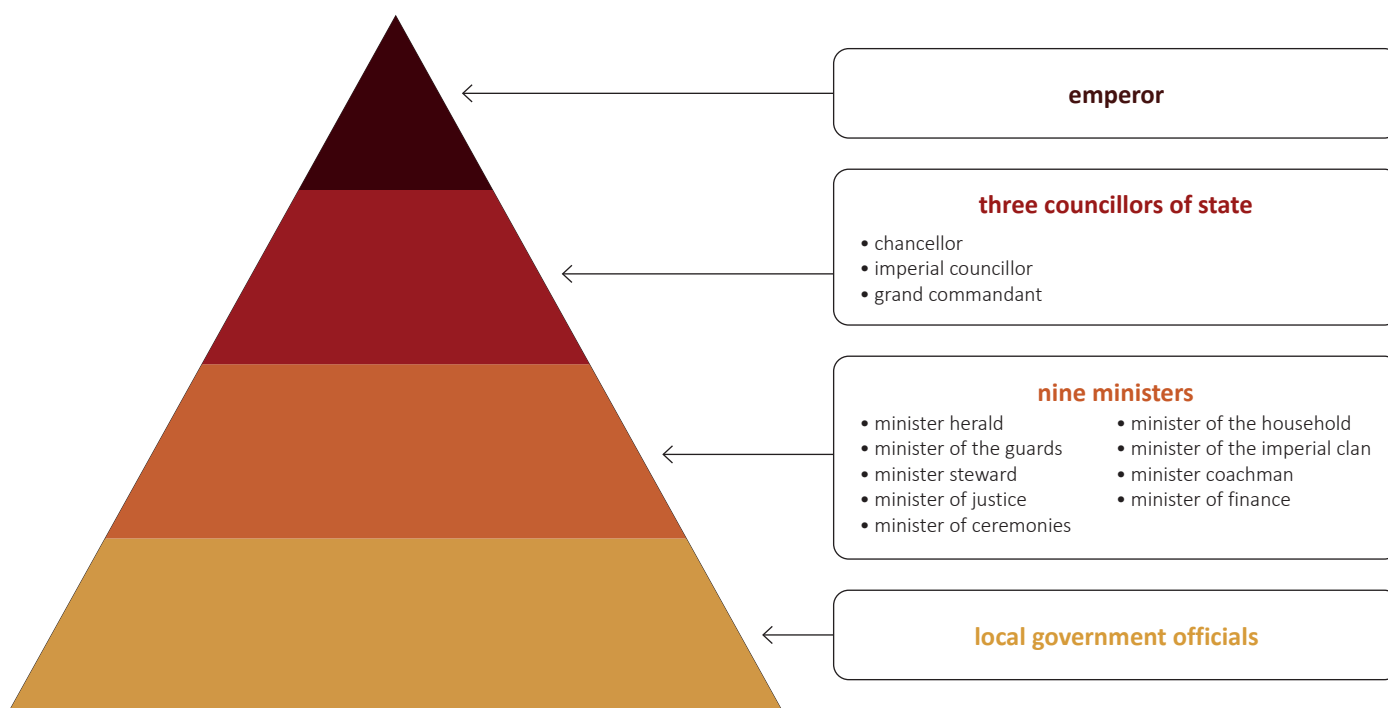 emperor
three councillors of state
• chancellor
• imperial councillor
• grand commandant
nine ministers
• minister herald
• minister of the guards
• minister steward
• minister of justice
• minister of ceremonies
• minister of the household
• minister of the imperial clan
• minister coachman
• minister of finance
local government officials